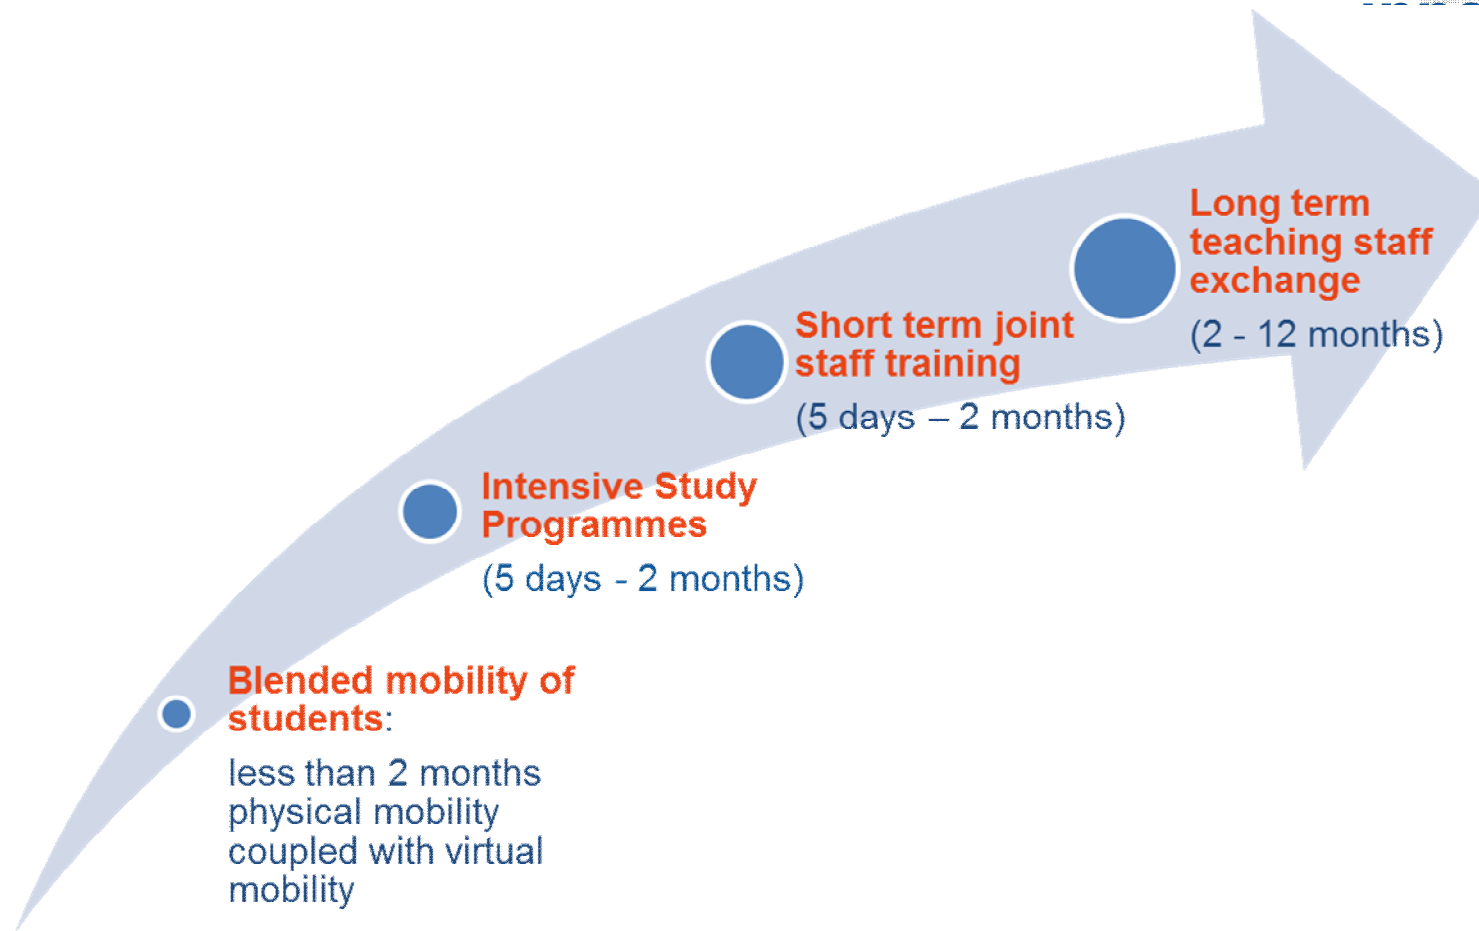 Long term
teaching staff
exchange
(2 - 12 months)
Short term joint
staff training
(5 days – 2 months)
Intensive Study
Programmes
(5 days - 2 months)
Blended mobility of
students:
less than 2 months
physical mobility
coupled with virtual
mobility